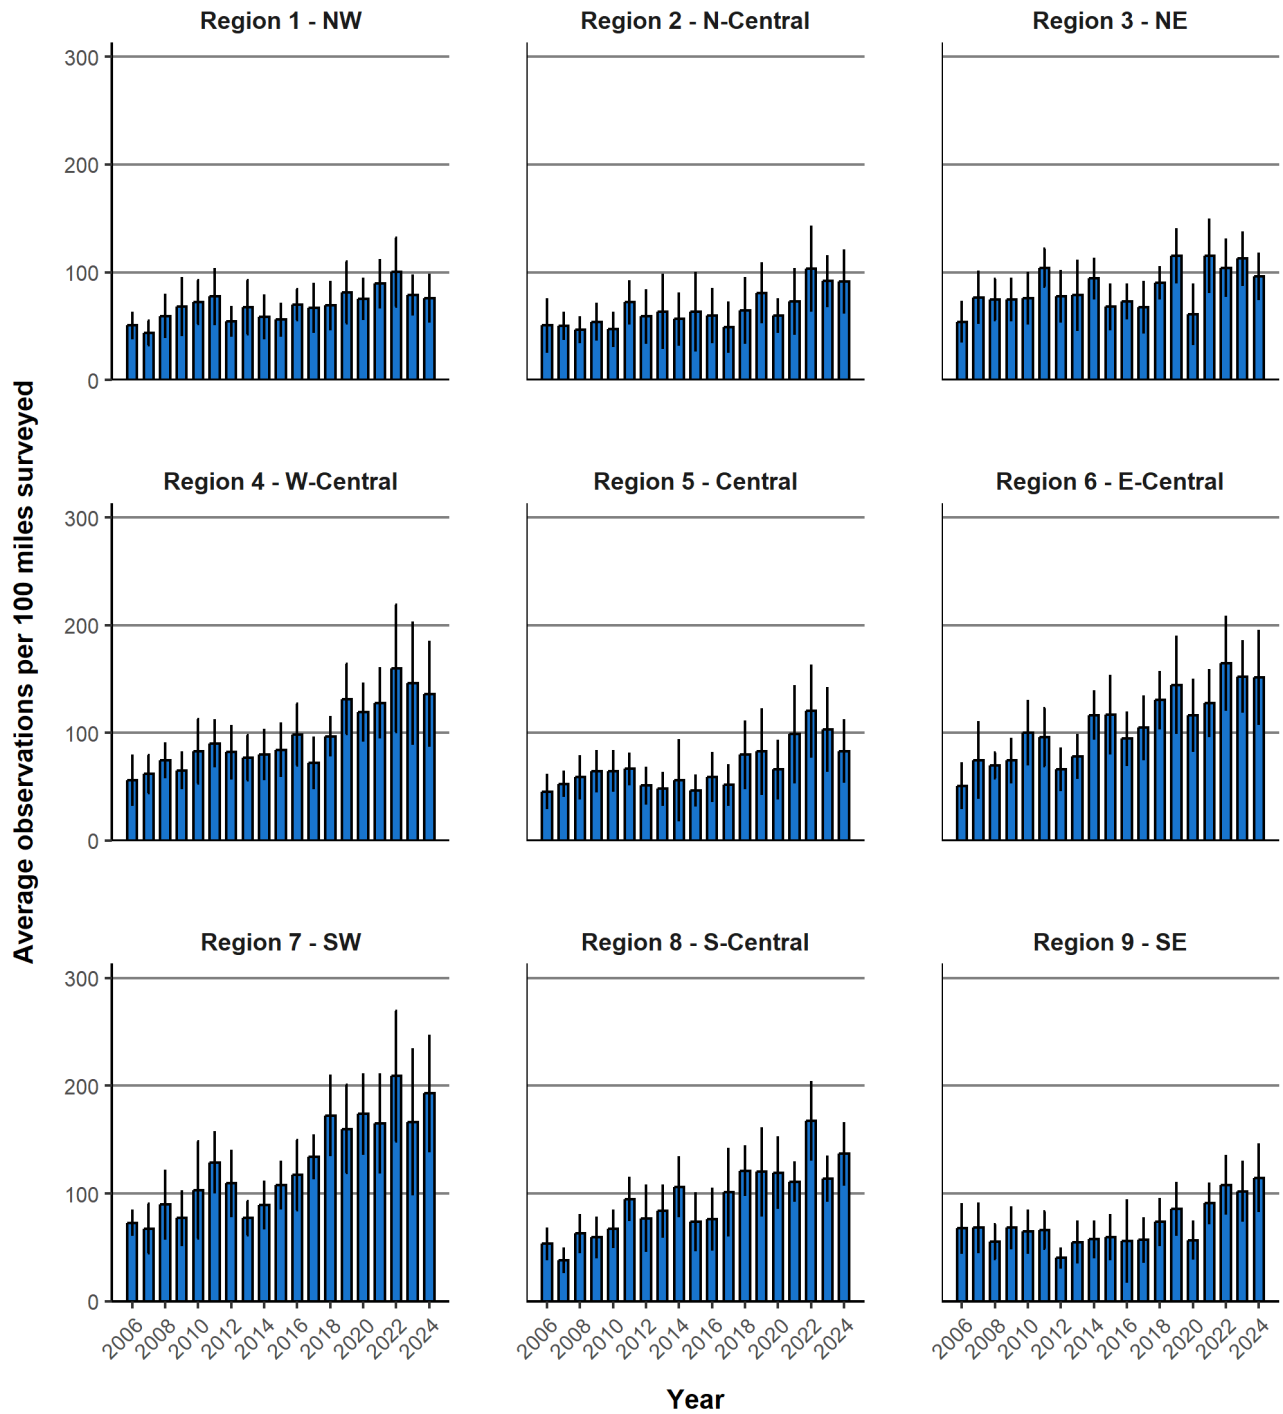 Region 1 - NW
Region 2 - N-Central
Region 3 - NE
300
200
100
0
Region 4 - W-Central
Region 5 - Central
Region 6 - E-Central
300
200
100
0
Average observations per 100 miles surveyed
Region 7 - SW
Region 8 - S-Central
Region 9 - SE
300
200
100
0
2006 2008 2010 2012 2014 2016 2018 2020 2022 2024
2006 2008 2010 2012 2014 2016 2018 2020 2022 2024
2006 2008 2010 2012 2014 2016 2018 2020 2022 2024
Year